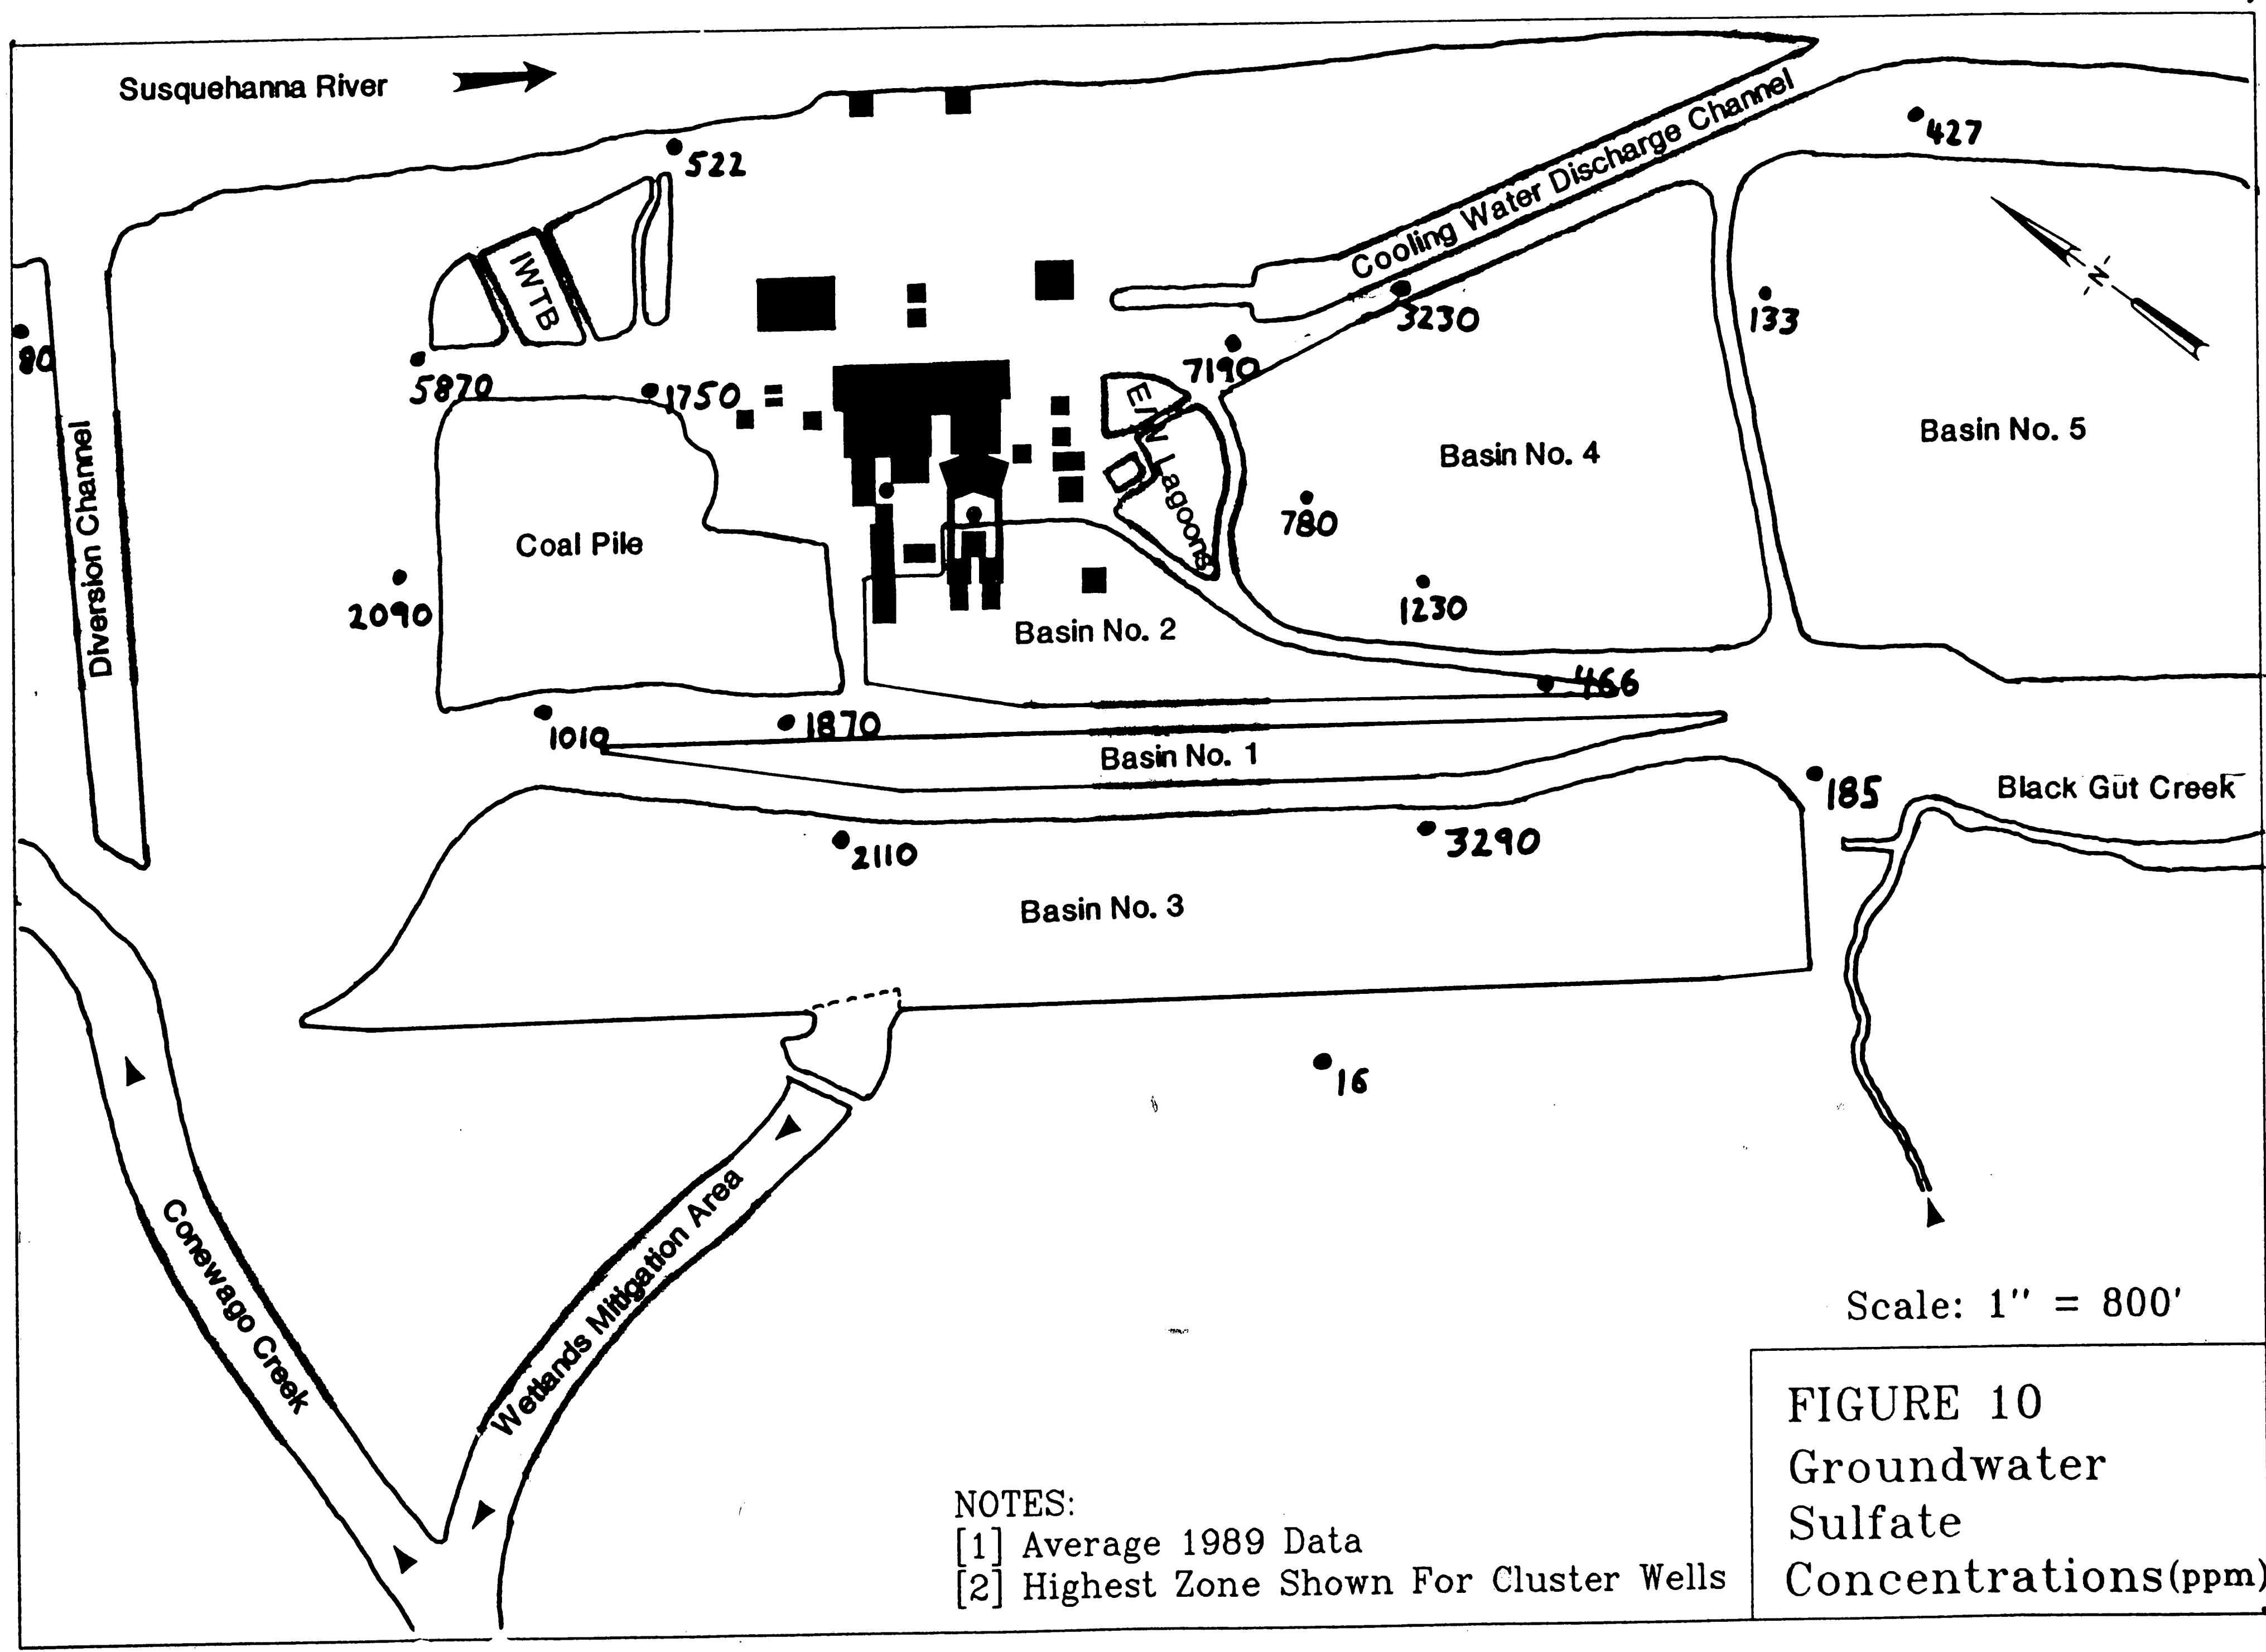 Susquehanna River
522
Cooling Water Discharge Channel
427
IWTB
-N-
80
5870
1750
7190
3230
133
Diversion Channel
Coal Pile
Lagoons
Basin No. 4
Basin No. 5
780
2090
Basin No. 2
1230
466
1010
1870
Basin No. 1
185
Black Gut Creek
2110
3290
Basin No. 3
16
Conewago Creek
Wetlands Mitigation Area
Scale: 1" = 800'
NOTES:
[1] Average 1989 Data
[2] Highest Zone Shown For Cluster Wells
FIGURE 10
Groundwater
Sulfate
Concentrations(ppm)